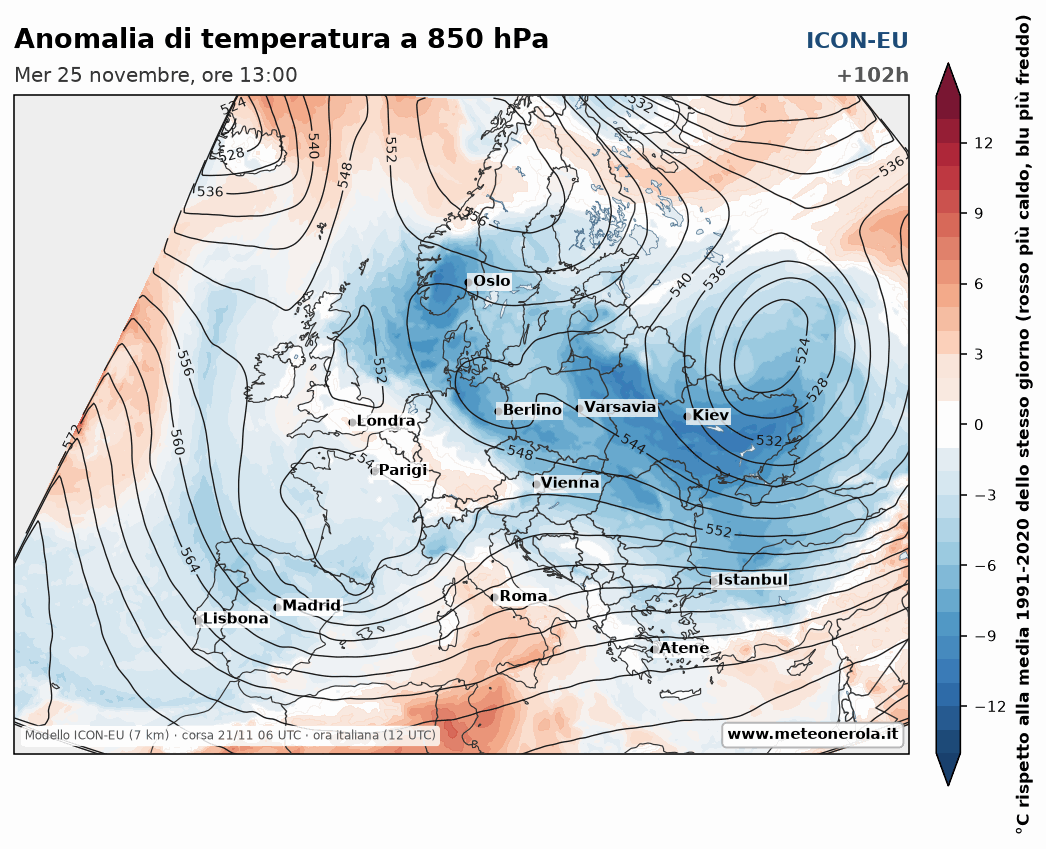 Anomalia di temperatura a 850 hPa
ICON-EU
Mer 25 novembre, ore 13:00
+102h
524
528
532
536
540
548
552
556
536
536
540
524
528
532
544
548
552
552
556
560
564
572
Oslo
Berlino
Varsavia
Kiev
Londra
Parigi
Vienna
Istanbul
Roma
Madrid
Lisbona
Atene
12
9
6
3
0
−3
−6
−9
−12
°C rispetto alla media 1991-2020 dello stesso giorno (rosso più caldo, blu più freddo)
Modello ICON-EU (7 km) · corsa 21/11 06 UTC · ora italiana (12 UTC)
www.meteonerola.it